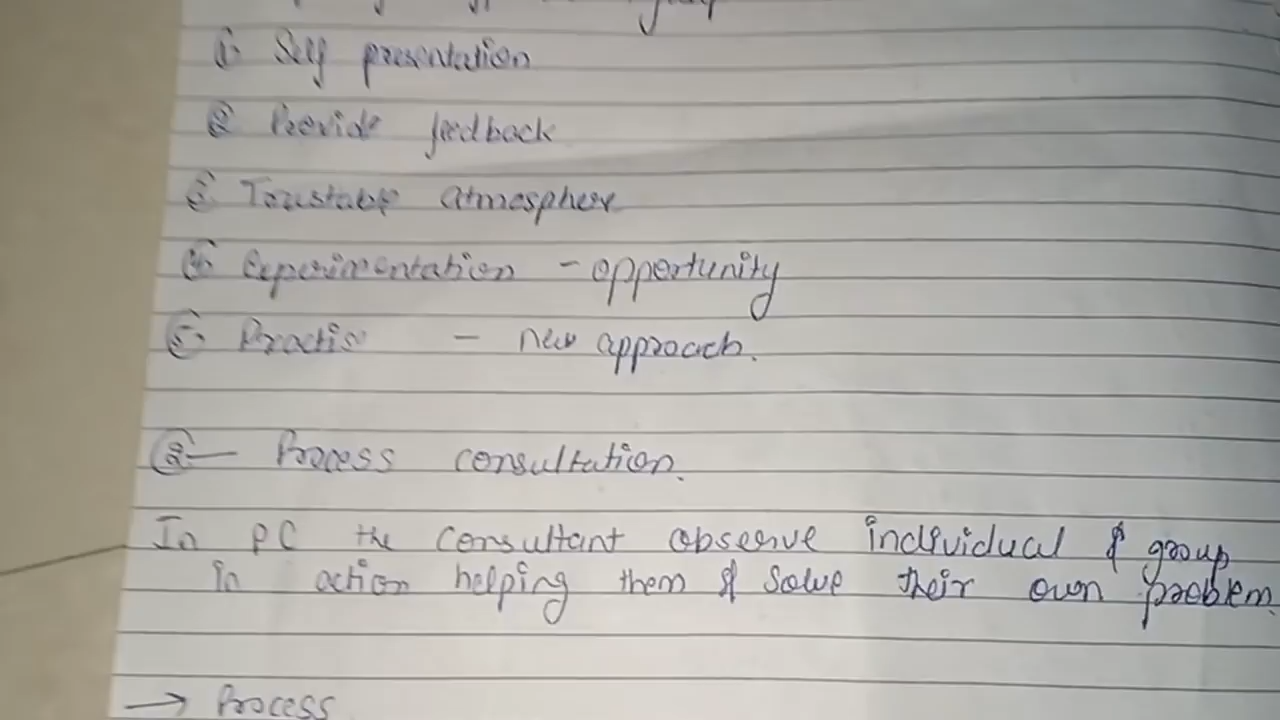 ① Self presentation
② Provide feedback
③ Trustable atmosphere
④ Experimentation - opportunity
⑤ Practise - new approach.
②— Process consultation.
In PC the consultant observe individual & group
in action helping them & solve their own problem.
→ Process